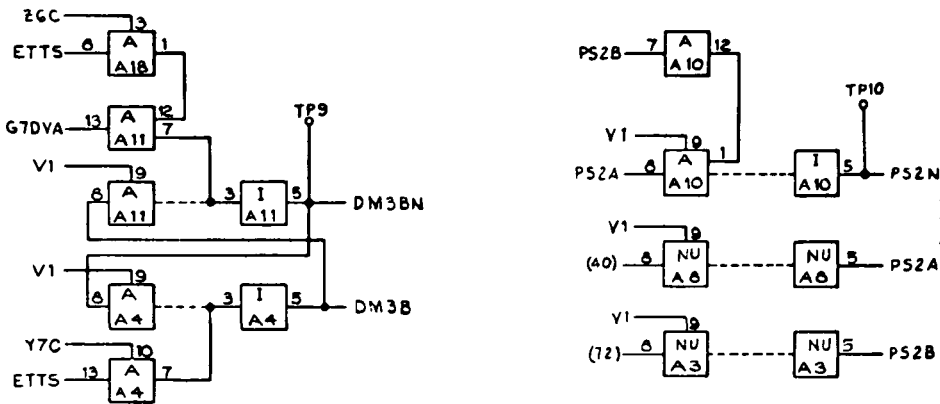 Z6C
3
ETTS 8 A 1
A18
G7DVA 13 12
A11 7
V1
9
8 A 3 I 5 DM3BN
A11 A11
TP9
V1
9
8 A 3 I 5 DM3B
A4 A4
Y7C
10
ETTS 13 A 7
A4
PS2B 7 A 12
A10
TP10
V1
9
PS2A 8 A 1 I 5 PS2N
A10 A10
V1
9
(40) 8 NU NU 5 PS2A
A8 A8
V1
9
(72) 8 NU NU 5 PS2B
A3 A3